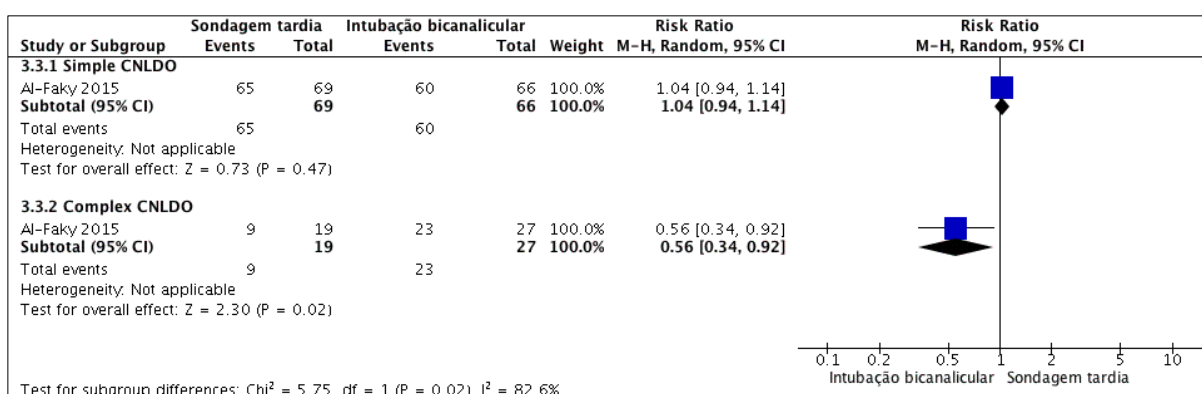 Sondagem tardia Intubação bicanalicular Risk Ratio Risk Ratio
Study or Subgroup Events Total Events Total Weight M-H, Random, 95% CI M-H, Random, 95% CI
3.3.1 Simple CNLDO
Al-Faky 2015 65 69 60 66 100.0% 1.04 [0.94, 1.14]
Subtotal (95% CI) 69 66 100.0% 1.04 [0.94, 1.14]
Total events 65 60
Heterogeneity: Not applicable
Test for overall effect: Z = 0.73 (P = 0.47)
3.3.2 Complex CNLDO
Al-Faky 2015 9 19 23 27 100.0% 0.56 [0.34, 0.92]
Subtotal (95% CI) 19 27 100.0% 0.56 [0.34, 0.92]
Total events 9 23
Heterogeneity: Not applicable
Test for overall effect: Z = 2.30 (P = 0.02)
0.1 0.2 0.5 1 2 5 10
Intubação bicanalicular Sondagem tardia
Test for subgroup differences: Chi² = 5.75, df = 1 (P = 0.02), I² = 82.6%